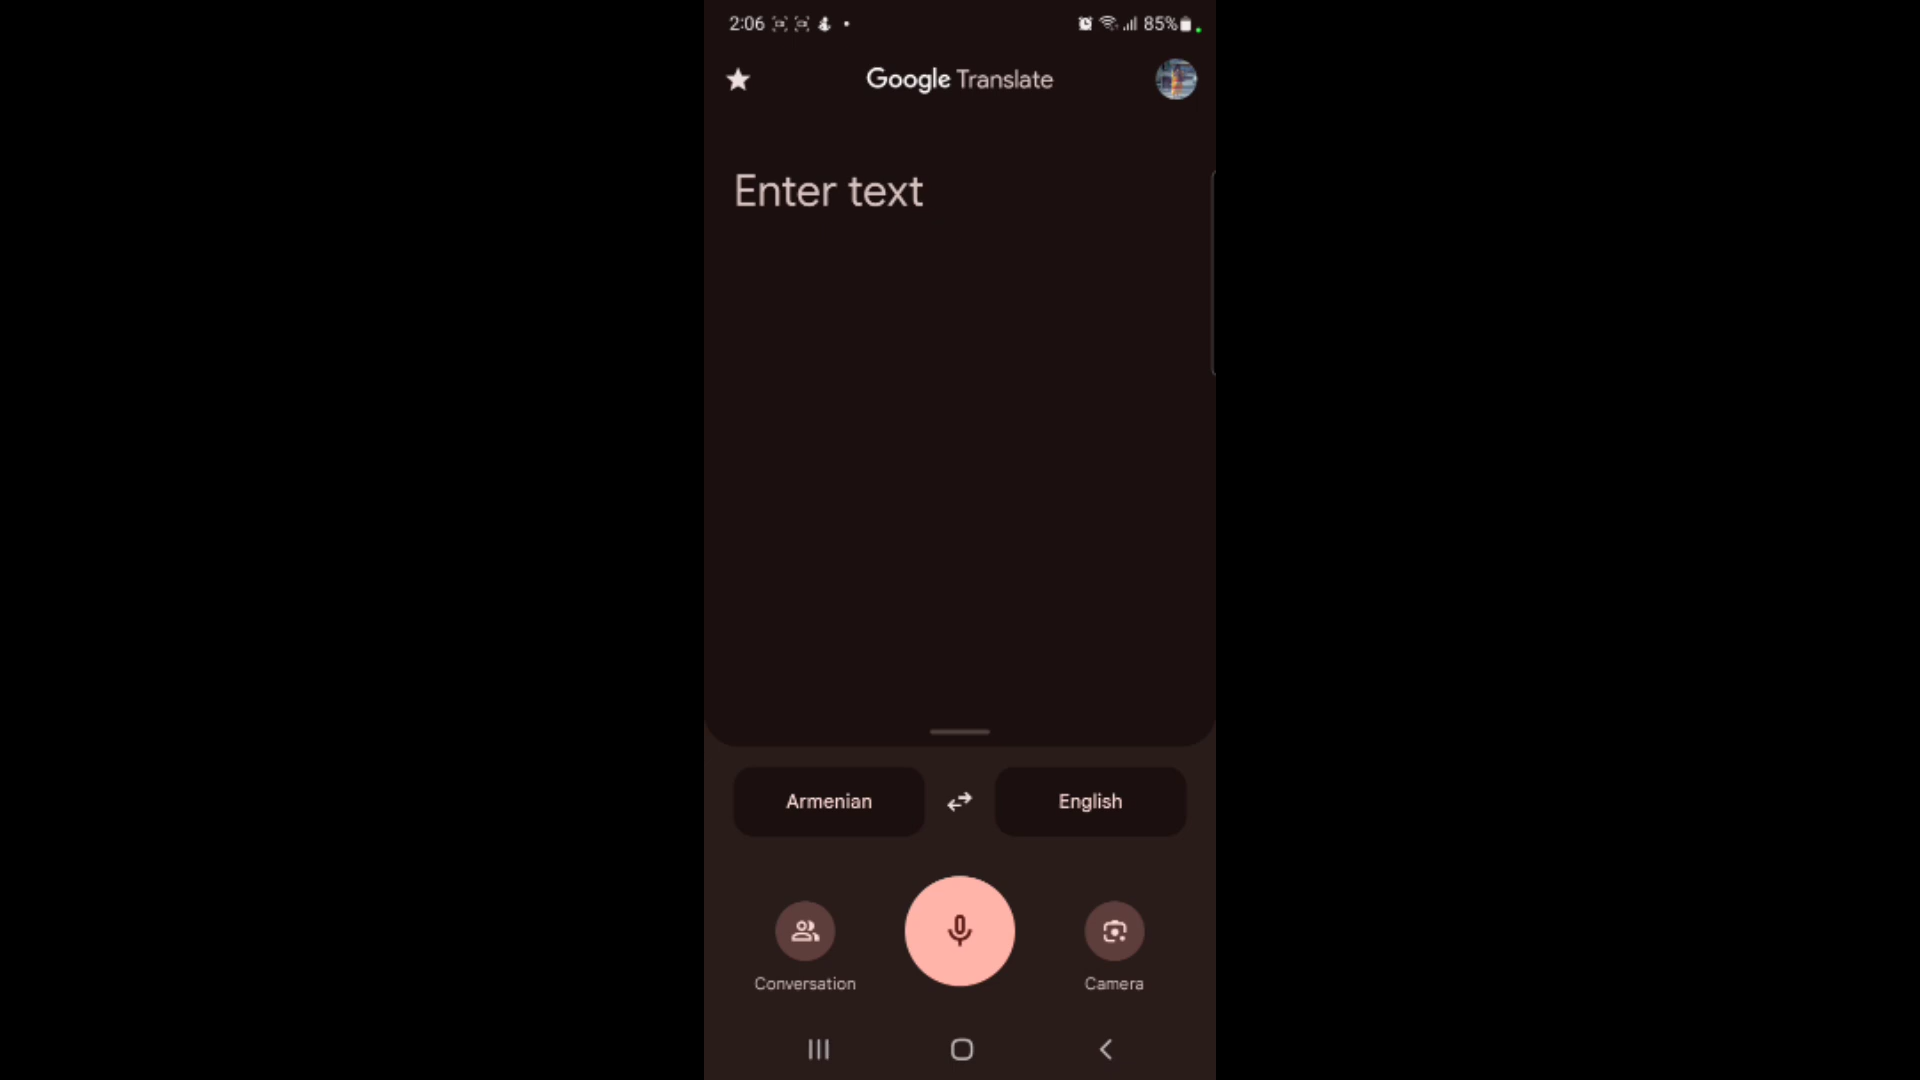 2:06
85%
Google Translate
Enter text
Armenian
English
Conversation
Camera